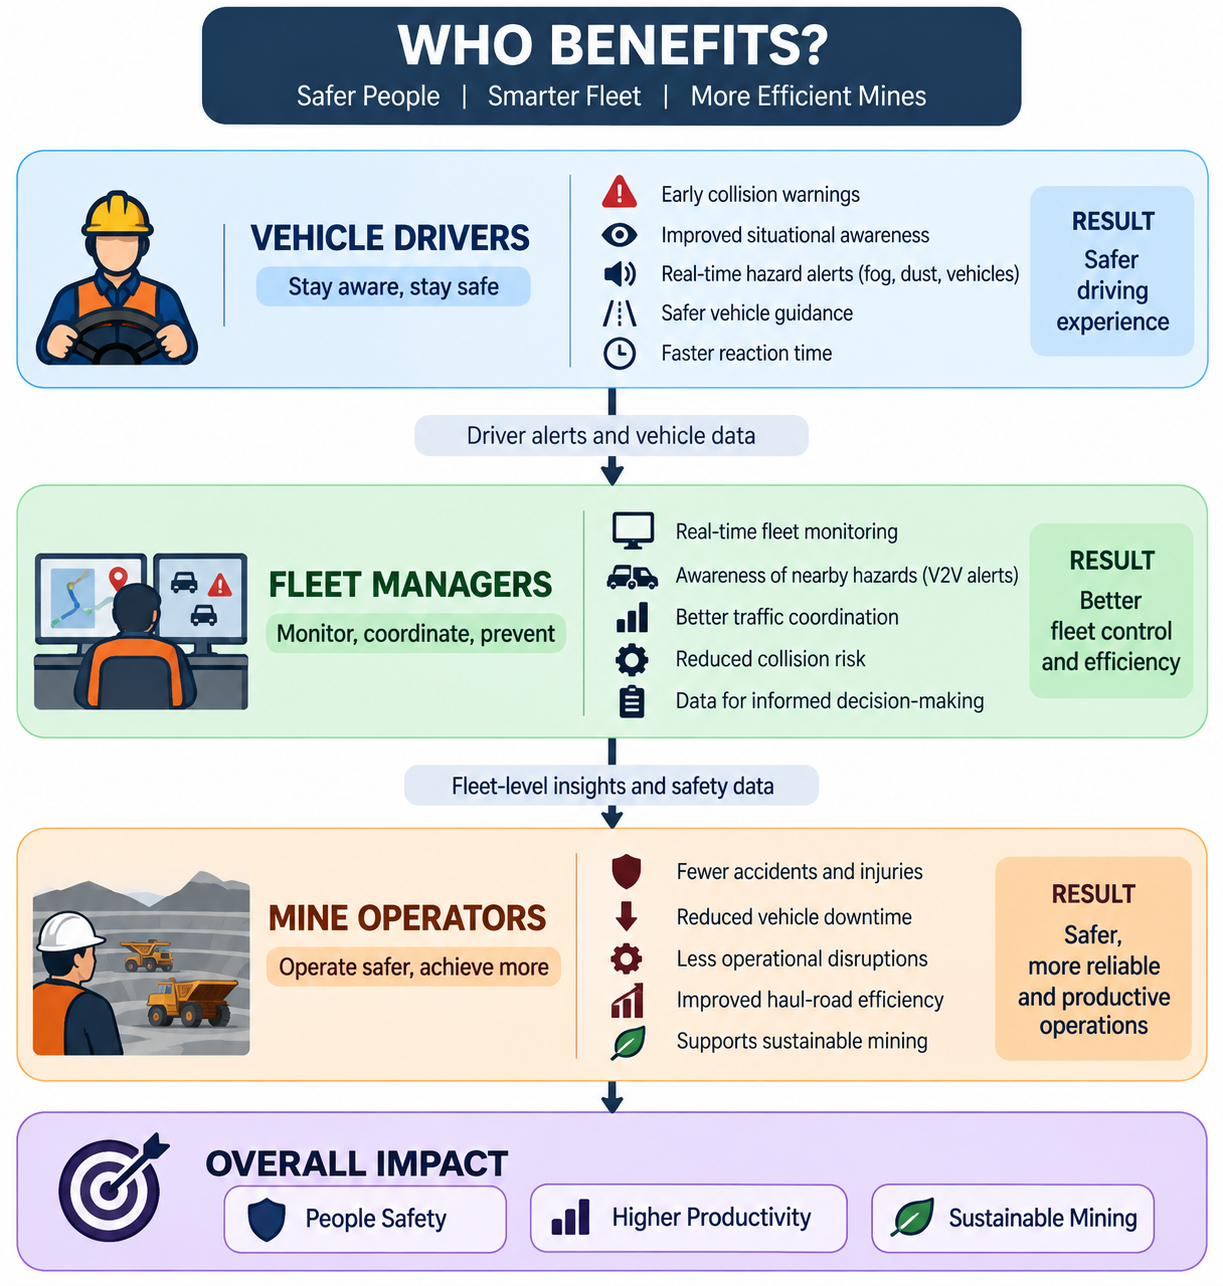 WHO BENEFITS?
Safer People | Smarter Fleet | More Efficient Mines
VEHICLE DRIVERS
Stay aware, stay safe
Early collision warnings
Improved situational awareness
Real-time hazard alerts (fog, dust, vehicles)
Safer vehicle guidance
Faster reaction time
RESULT
Safer
driving
experience
Driver alerts and vehicle data
FLEET MANAGERS
Monitor, coordinate, prevent
Real-time fleet monitoring
Awareness of nearby hazards (V2V alerts)
Better traffic coordination
Reduced collision risk
Data for informed decision-making
RESULT
Better
fleet control
and efficiency
Fleet-level insights and safety data
MINE OPERATORS
Operate safer, achieve more
Fewer accidents and injuries
Reduced vehicle downtime
Less operational disruptions
Improved haul-road efficiency
Supports sustainable mining
RESULT
Safer,
more reliable
and productive
operations
OVERALL IMPACT
People Safety
Higher Productivity
Sustainable Mining